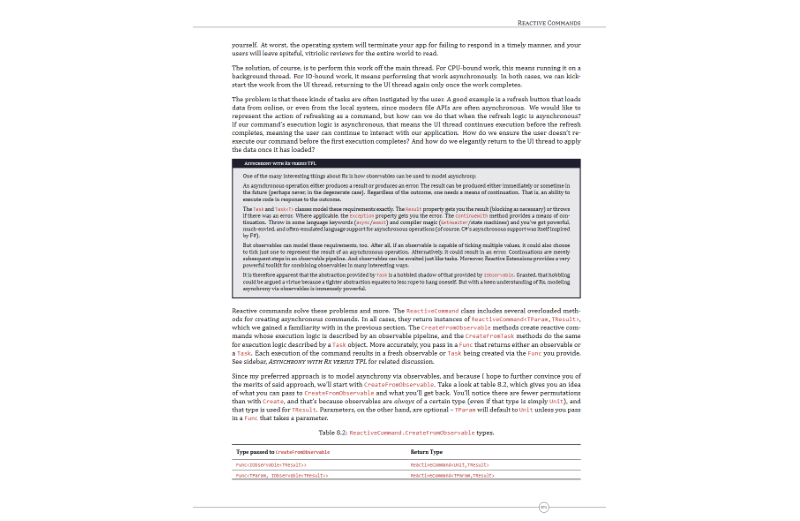 REACTIVE COMMANDS
yourself. At worst, the operating system will terminate your app for failing to respond in a timely manner, and your
users will leave spiteful, vitriolic reviews for the entire world to read.
The solution, of course, is to perform this work off the main thread. For CPU-bound work, this means running it on a
background thread. For IO-bound work, it means performing that work asynchronously. In both cases, we can kick-
start the work from the UI thread, returning to the UI thread again only once the work completes.
The problem is that these kinds of tasks are often instigated by the user. A good example is a refresh button that loads
data from online, or even from the local system, since modern file APIs are often asynchronous. We would like to
represent the action of refreshing as a command, but how can we do that when the refresh logic is asynchronous?
If our command's execution logic is asynchronous, that means the UI thread continues execution before the refresh
completes, meaning the user can continue to interact with our application. How do we ensure the user doesn't re-
execute our command before the first execution completes? And how do we elegantly return to the UI thread to apply
the data once it has loaded?
ASYNCHRONY WITH RX VERSUS TPL
One of the many interesting things about Rx is how observables can be used to model asynchrony.
An asynchronous operation either produces a result or produces an error. The result can be produced either immediately or sometime in
the future (perhaps never, in the degenerate case). Regardless of the outcome, one needs a means of continuation. That is, an ability to
execute code in response to the outcome.
The Task and Task<T> classes model these requirements exactly. The Result property gets you the result (blocking as necessary) or throws
if there was an error. Where applicable, the Exception property gets you the error. The ContinueWith method provides a means of con-
tinuation. Throw in some language keywords (async/await) and compiler magic (GetAwaiter/state machines) and you've got powerful,
much-envied, and often emulated language support for asynchronous operations (of course, C#'s asynchronous support was itself inspired
by F#).
But observables can model these requirements, too. After all, if an observable is capable of ticking multiple values, it could also choose
to tick just one to represent the result of an asynchronous operation. Alternatively, it could result in an error. Continuations are merely
subsequent steps in an observable pipeline. And observables can be awaited just like tasks. Moreover, Reactive Extensions provides a very
powerful toolkit for combining observables in many interesting ways.
It is therefore apparent that the abstraction provided by Task is a hobbled shadow of that provided by IObservable. Granted, that hobbling
could be argued a virtue because a tighter abstraction equates to less rope to hang oneself. But with a keen understanding of Rx, modeling
asynchrony via observables is immensely powerful.
Reactive commands solve these problems and more. The ReactiveCommand class includes several overloaded meth-
ods for creating asynchronous commands. In all cases, they return instances of ReactiveCommand<TParam, TResult>,
which we gained a familiarity with in the previous section. The CreateFromObservable methods create reactive com-
mands whose execution logic is described by an observable pipeline, and the CreateFromTask methods do the same
for execution logic described by a Task object. More accurately, you pass in a Func that returns either an observable or
a Task. Each execution of the command results in a fresh observable or Task being created via the Func you provide.
See sidebar, ASYNCHRONY WITH RX VERSUS TPL for related discussion.
Since my preferred approach is to model asynchrony via observables, and because I hope to further convince you of
the merits of said approach, we'll start with CreateFromObservable. Take a look at table 8.2, which gives you an idea
of what you can pass to CreateFromObservable and what you'll get back. You'll notice there are fewer permutations
than with Create, and that's because observables are always of a certain type (even if that type is simply Unit), and
that type is used for TResult. Parameters, on the other hand, are optional – TParam will default to Unit unless you pass
in a Func that takes a parameter.
Table 8.2: ReactiveCommand.CreateFromObservable types.
Type passed to CreateFromObservable Return Type
Func<IObservable<TResult>> ReactiveCommand<Unit,TResult>
Func<TParam, IObservable<TResult>> ReactiveCommand<TParam,TResult>